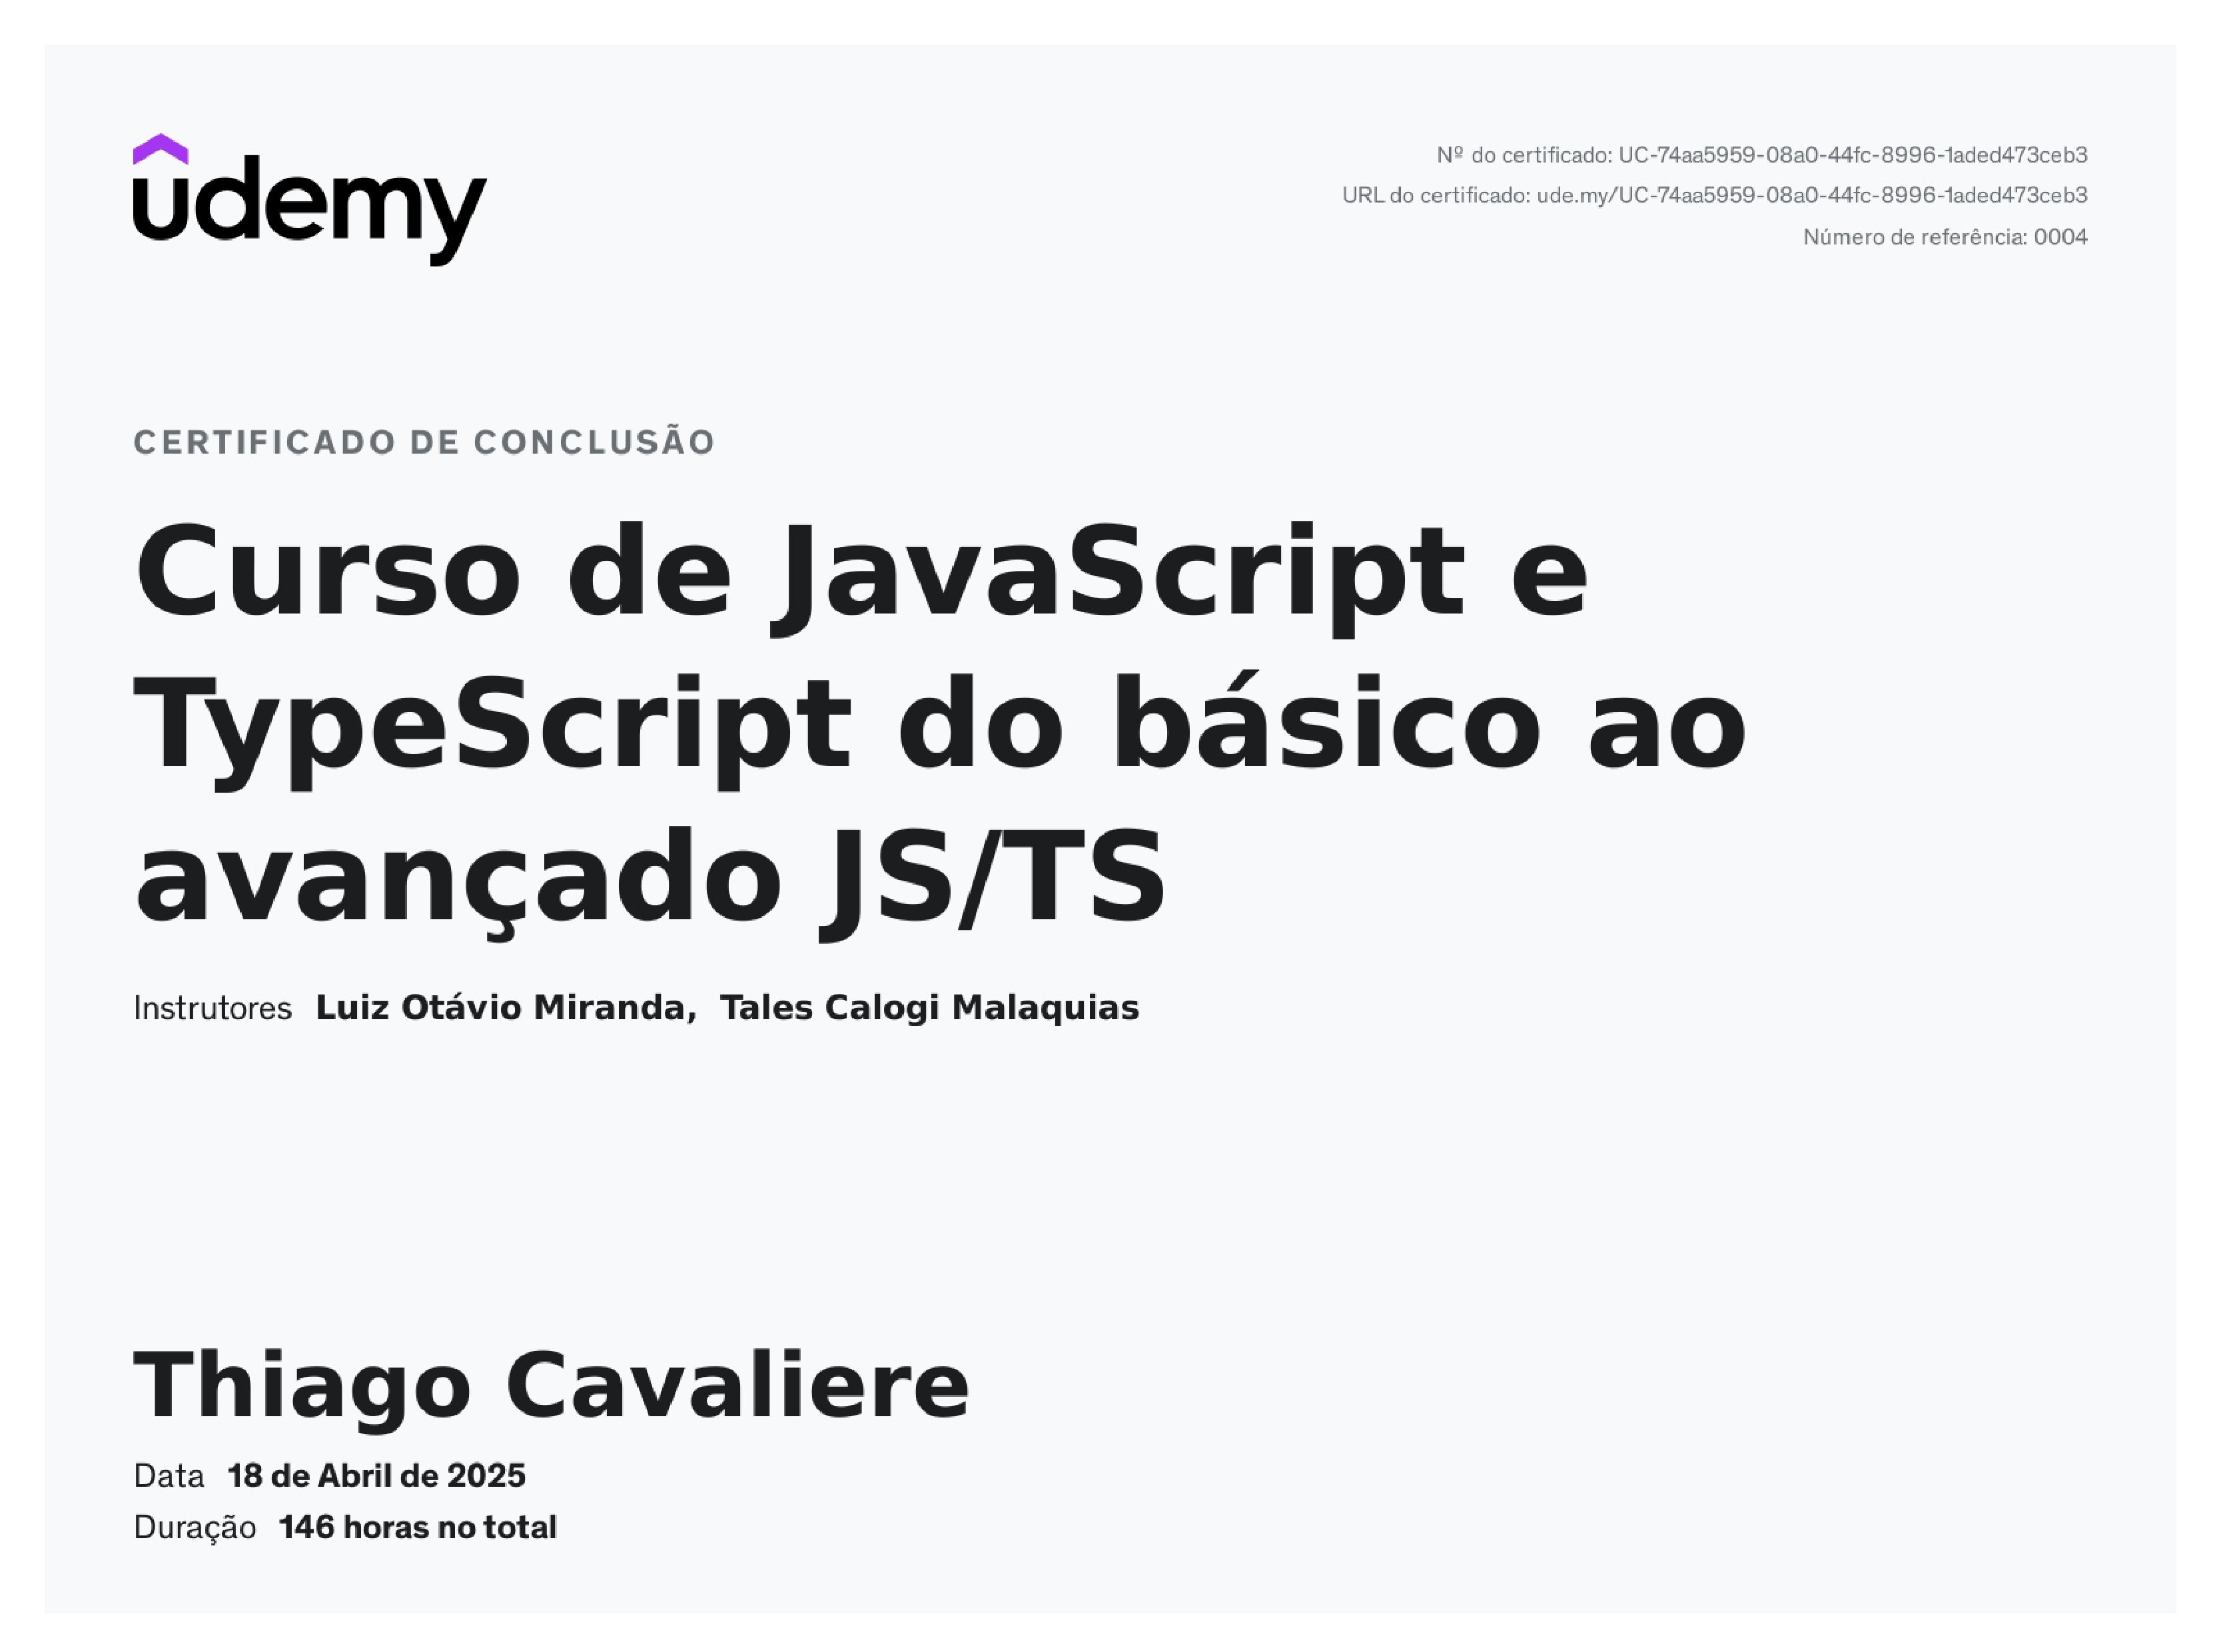 udemy
Nº do certificado: UC-74aa5959-08a0-44fc-8996-1aded473ceb3
URL do certificado: ude.my/UC-74aa5959-08a0-44fc-8996-1aded473ceb3
Número de referência: 0004
CERTIFICADO DE CONCLUSÃO
Curso de JavaScript e
TypeScript do básico ao
avançado JS/TS
Instrutores Luiz Otávio Miranda, Tales Calogi Malaquias
Thiago Cavaliere
Data 18 de Abril de 2025
Duração 146 horas no total